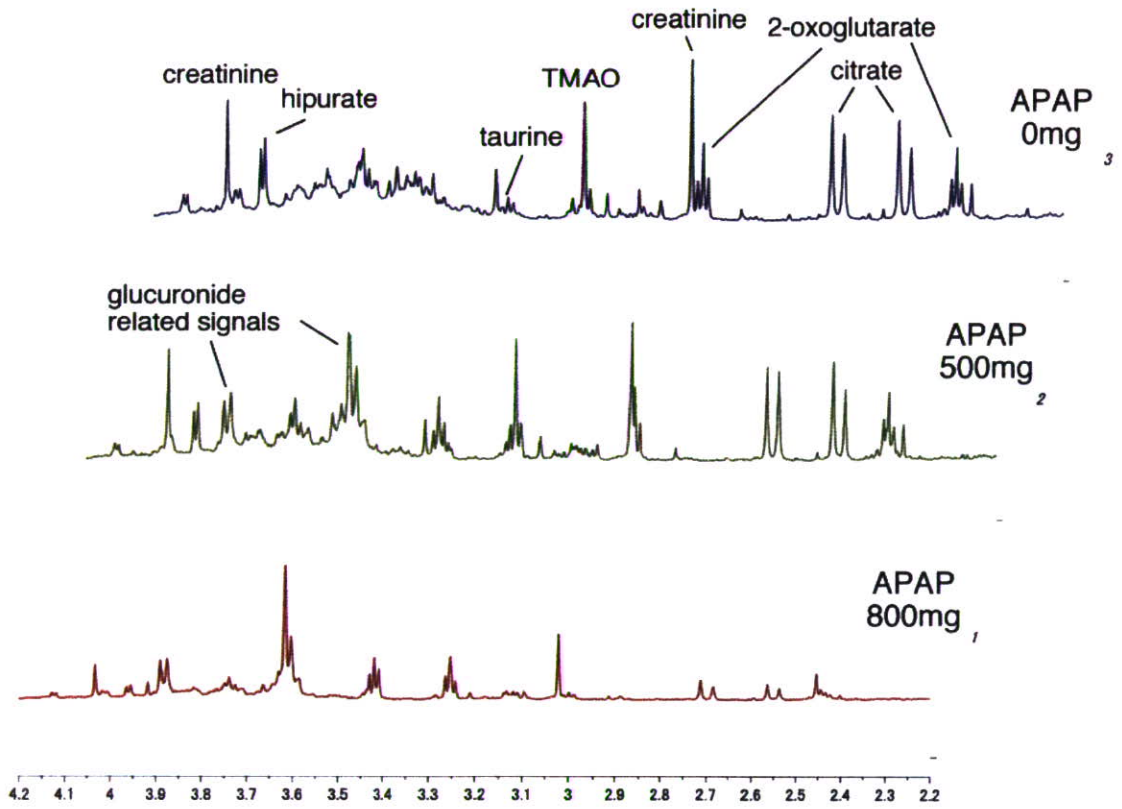 creatinine
2-oxoglutarate
creatinine
hipurate
TMAO
citrate
taurine
APAP
0mg
3
glucuronide
related signals
APAP
500mg
2
APAP
800mg
1
4.2 4.1 4 3.9 3.8 3.7 3.6 3.5 3.4 3.3 3.2 3.1 3 2.9 2.8 2.7 2.6 2.5 2.4 2.3 2.2